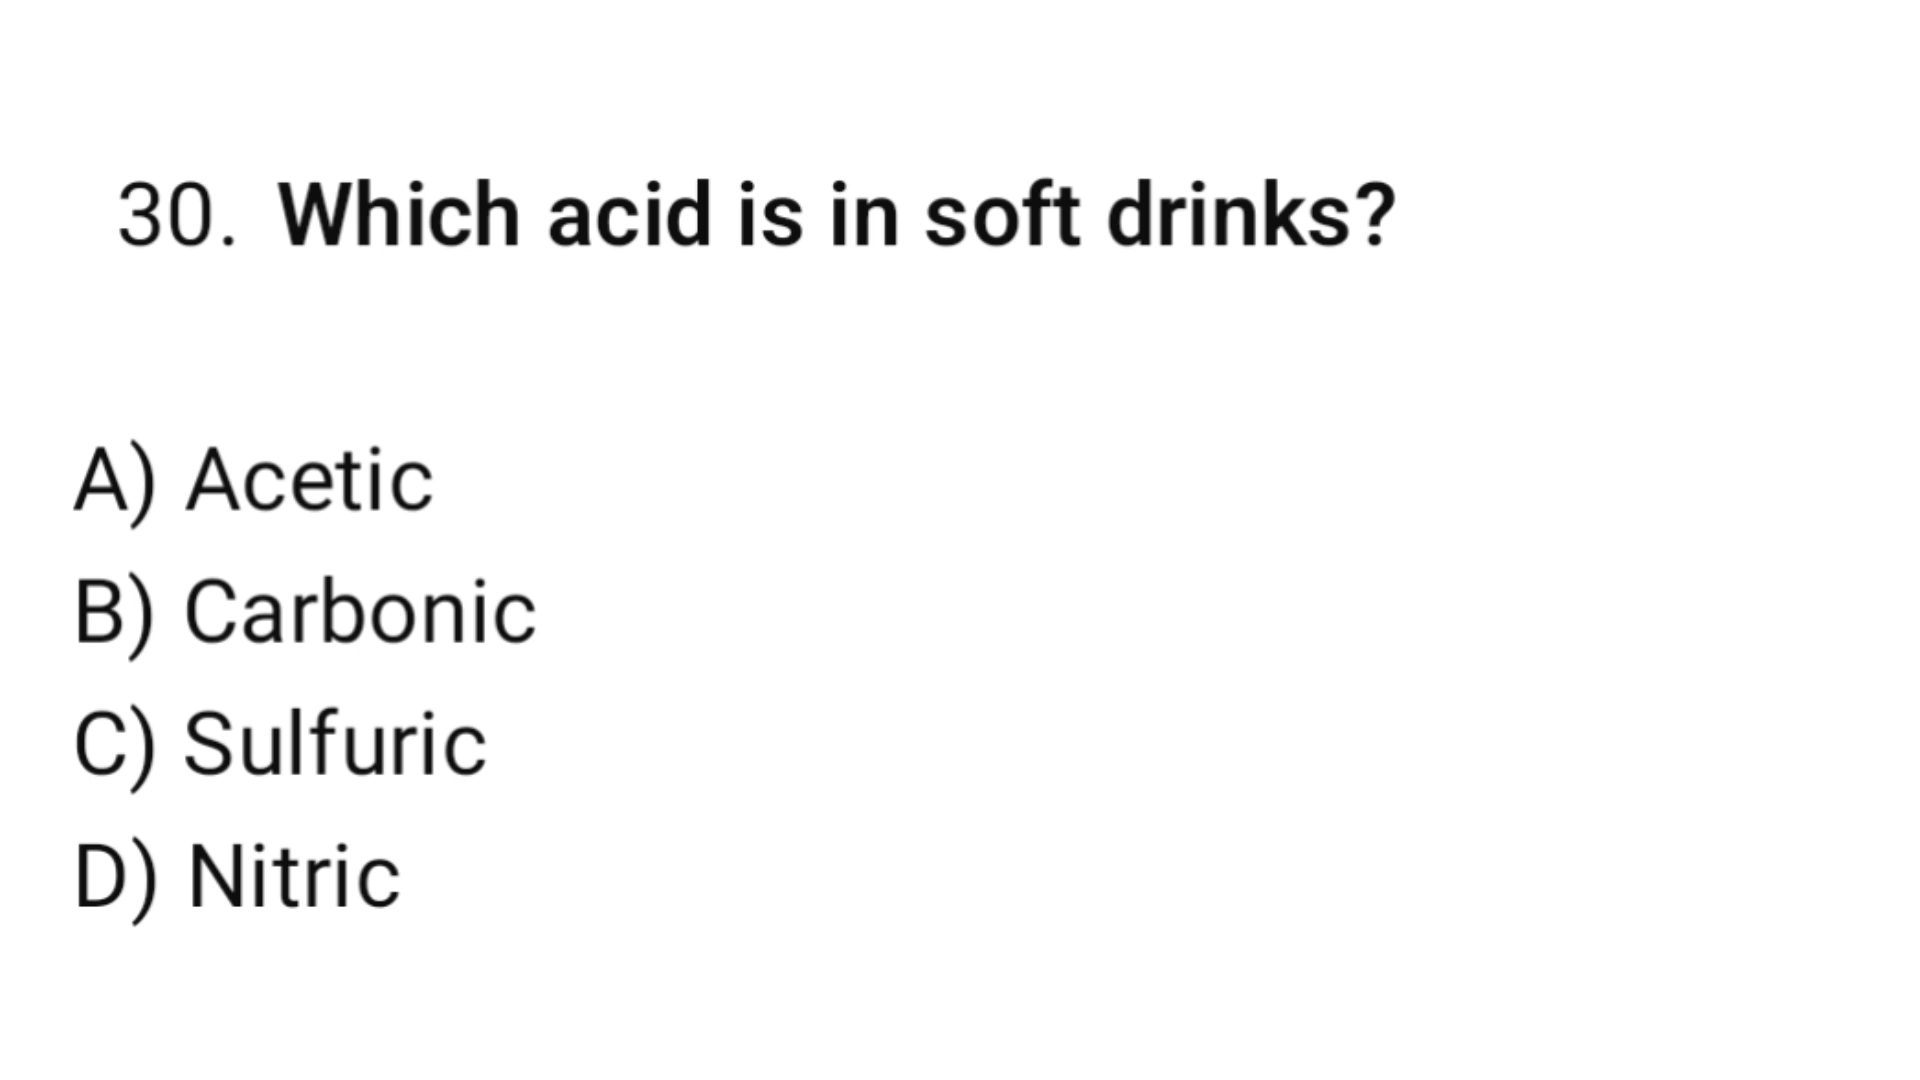 30. Which acid is in soft drinks?
A) Acetic
B) Carbonic
C) Sulfuric
D) Nitric